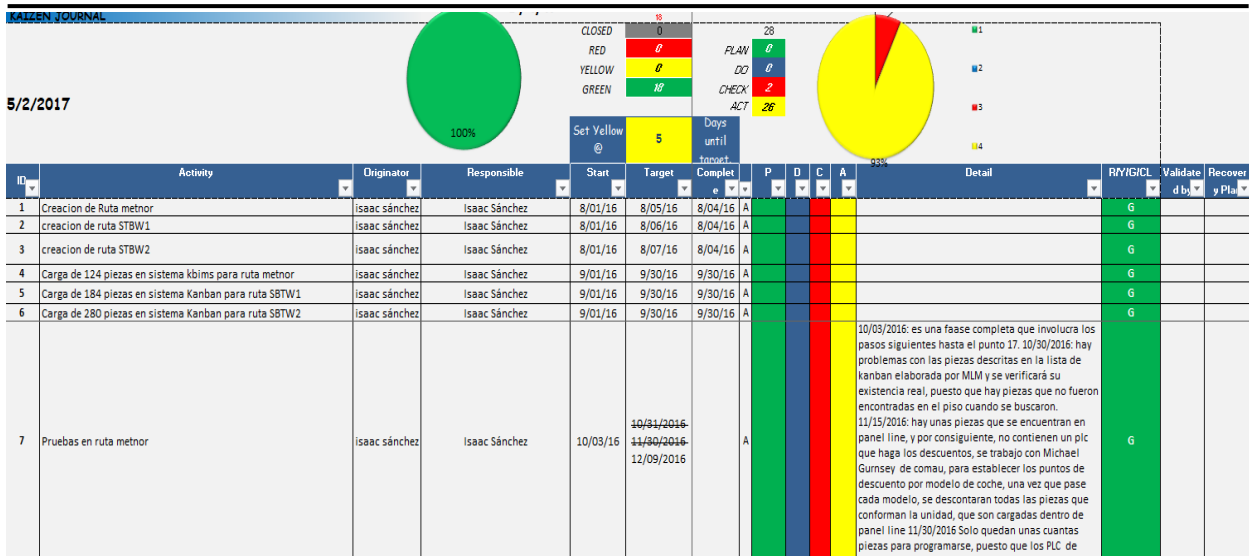 KAIZEN JOURNAL
18
CLOSED 0 28
RED 0 PLAN 0
YELLOW 0 DO 0
GREEN 18 CHECK 2
ACT 26
1
2
3
4
5/2/2017
100%
93%
Set Yellow @ 5 Days until target
ID Activity Originator Responsible Start Target Complete P D C A Detail R/Y/G/CL Validated by Recovery Plan
1 Creacion de Ruta metnor isaac sánchez Isaac Sánchez 8/01/16 8/05/16 8/04/16 A G
2 creacion de ruta STBW1 isaac sánchez Isaac Sánchez 8/01/16 8/06/16 8/04/16 A G
3 creacion de ruta STBW2 isaac sánchez Isaac Sánchez 8/01/16 8/07/16 8/04/16 A G
4 Carga de 124 piezas en sistema kbims para ruta metnor isaac sánchez Isaac Sánchez 9/01/16 9/30/16 9/30/16 A G
5 Carga de 184 piezas en sistema Kanban para ruta SBTW1 isaac sánchez Isaac Sánchez 9/01/16 9/30/16 9/30/16 A G
6 Carga de 280 piezas en sistema Kanban para ruta SBTW2 isaac sánchez Isaac Sánchez 9/01/16 9/30/16 9/30/16 A G
7 Pruebas en ruta metnor isaac sánchez Isaac Sánchez 10/03/16
10/31/2016
11/30/2016
12/09/2016
A
10/03/2016: es una faase completa que involucra los
pasos siguientes hasta el punto 17. 10/30/2016: hay
problemas con las piezas descritas en la lista de
kanban elaborada por MLM y se verificará su
existencia real, puesto que hay piezas que no fueron
encontradas en el piso cuando se buscaron.
11/15/2016: hay unas piezas que se encuentran en
panel line, y por consiguiente, no contienen un plc
que haga los descuentos, se trabajo con Michael
Gurnsey de comau, para establecer los puntos de
descuento por modelo de coche, una vez que pase
cada modelo, se descontaran todas las piezas que
conforman la unidad, que son cargadas dentro de
panel line 11/30/2016 Solo quedan unas cuantas
piezas para programarse, puesto que los PLC de
G